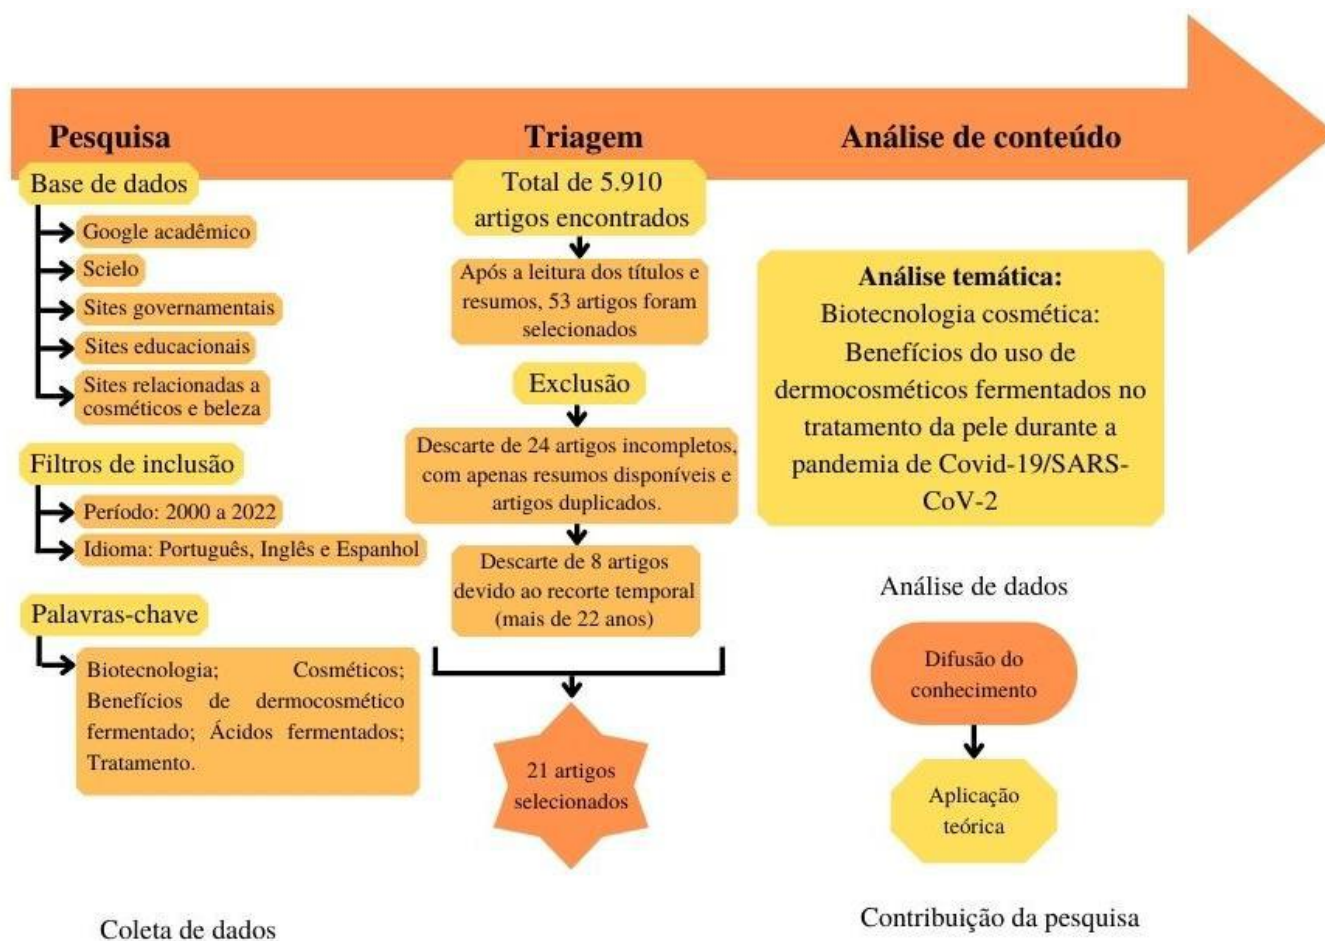 Pesquisa
Base de dados
Google acadêmico
Scielo
Sites governamentais
Sites educacionais
Sites relacionadas a
cosméticos e beleza
Filtros de inclusão
Período: 2000 a 2022
Idioma: Português, Inglês e Espanhol
Palavras-chave
Biotecnologia; Cosméticos;
Benefícios de dermocosmético
fermentado; Ácidos fermentados;
Tratamento.
Coleta de dados
Triagem
Total de 5.910
artigos encontrados
Após a leitura dos títulos e
resumos, 53 artigos foram
selecionados
Exclusão
Descarte de 24 artigos incompletos,
com apenas resumos disponíveis e
artigos duplicados.
Descarte de 8 artigos
devido ao recorte temporal
(mais de 22 anos)
21 artigos
selecionados
Análise de conteúdo
Análise temática:
Biotecnologia cosmética:
Benefícios do uso de
dermocosméticos fermentados no
tratamento da pele durante a
pandemia de Covid-19/SARS-
CoV-2
Análise de dados
Difusão do
conhecimento
Aplicação
teórica
Contribuição da pesquisa